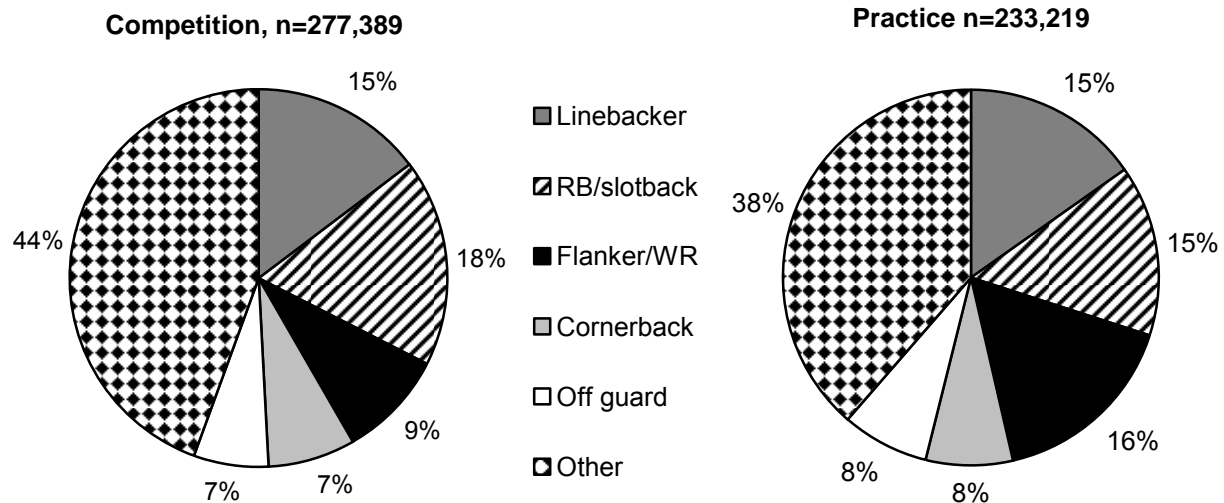 Competition, n=277,389
15%
18%
9%
7%
7%
44%
Linebacker
RB/slotback
Flanker/WR
Cornerback
Off guard
Other
Practice n=233,219
15%
15%
16%
8%
8%
38%